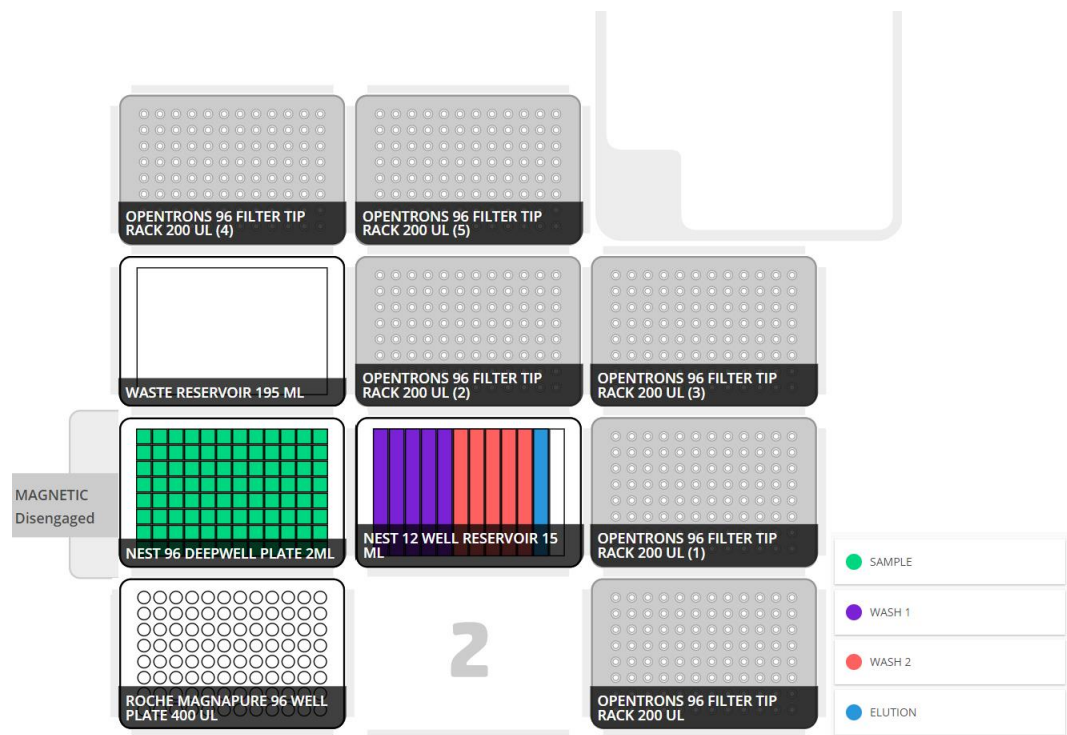 OPENTRONS 96 FILTER TIP
RACK 200 UL (4)
OPENTRONS 96 FILTER TIP
RACK 200 UL (5)
WASTE RESERVOIR 195 ML
OPENTRONS 96 FILTER TIP
RACK 200 UL (2)
OPENTRONS 96 FILTER TIP
RACK 200 UL (3)
MAGNETIC
Disengaged
NEST 96 DEEPWELL PLATE 2ML
NEST 12 WELL RESERVOIR 15
ML
OPENTRONS 96 FILTER TIP
RACK 200 UL (1)
ROCHE MAGNAPURE 96 WELL
PLATE 400 UL
2
OPENTRONS 96 FILTER TIP
RACK 200 UL
SAMPLE
WASH 1
WASH 2
ELUTION